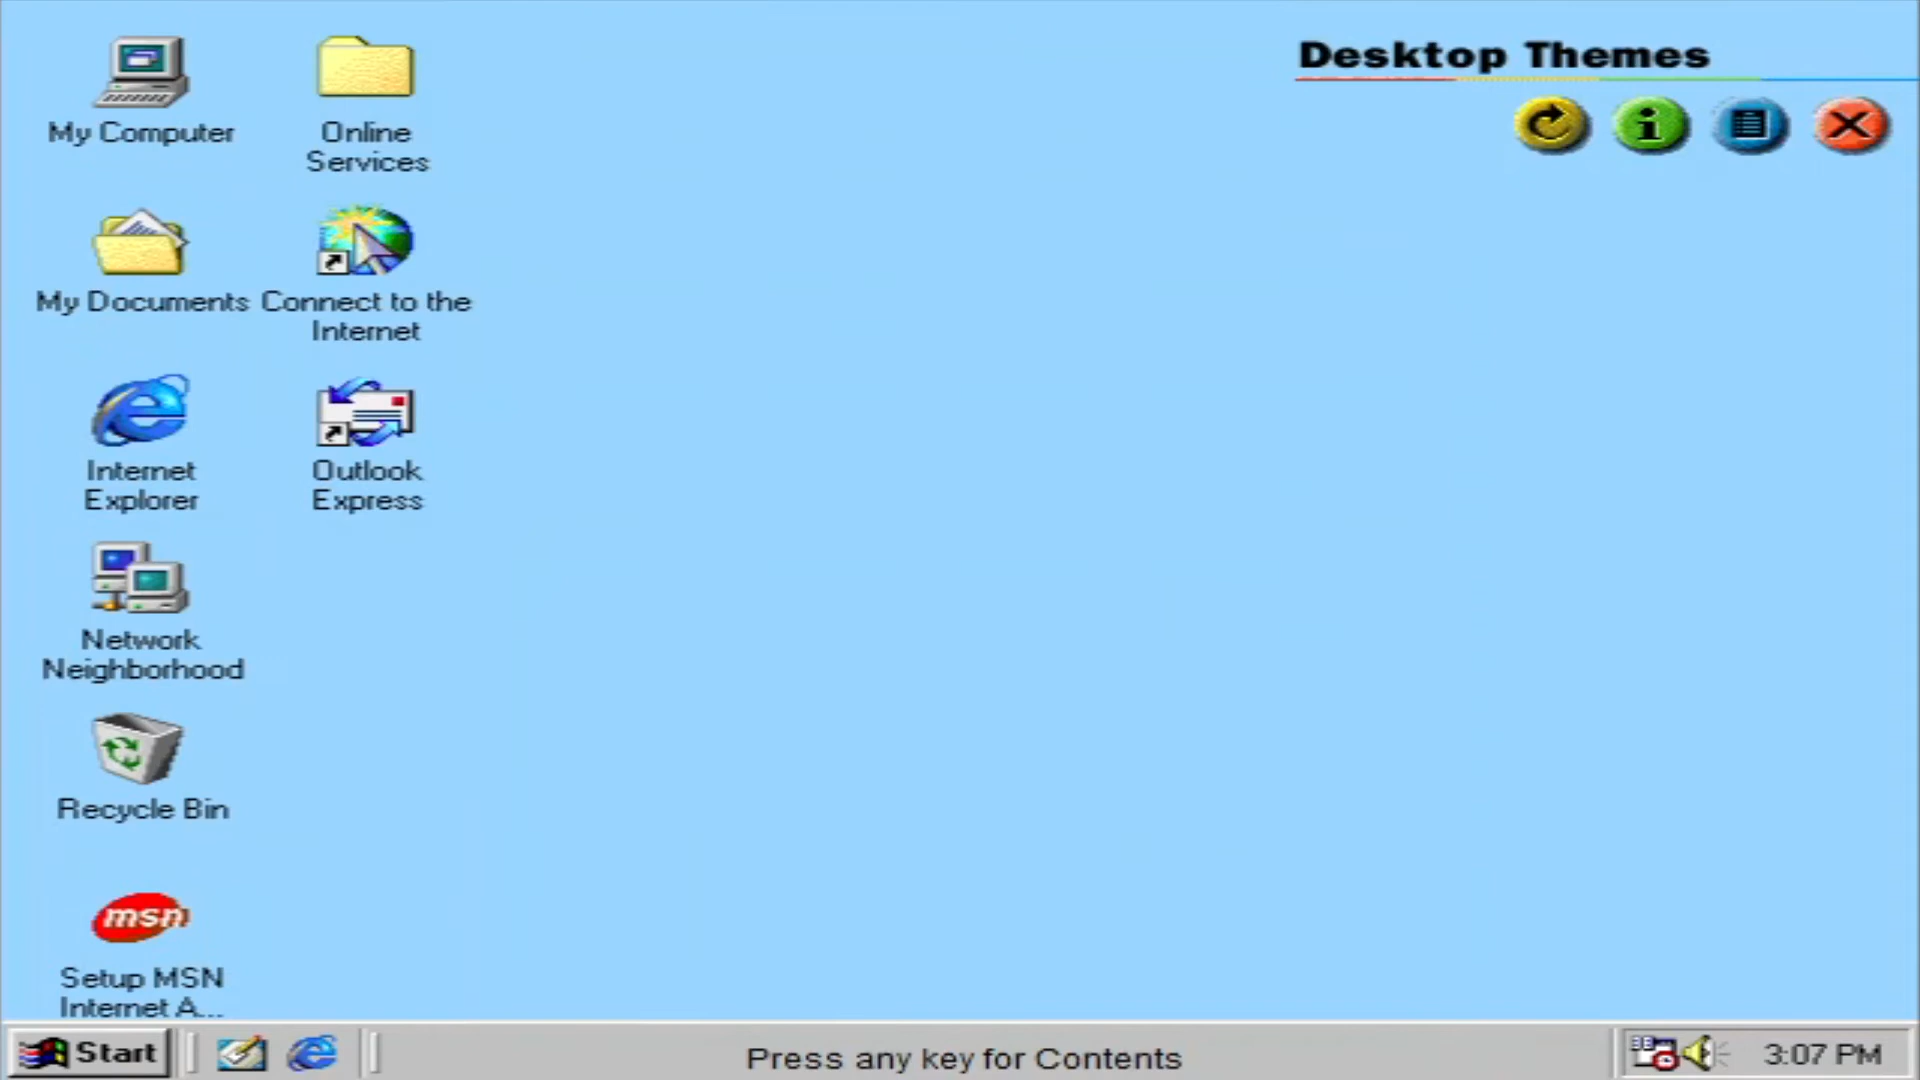 Desktop Themes
My Computer
Online
Services
My Documents
Connect to the
Internet
Internet
Explorer
Outlook
Express
Network
Neighborhood
Recycle Bin
msn
Setup MSN
Internet A...
Start
Press any key for Contents
3:07 PM